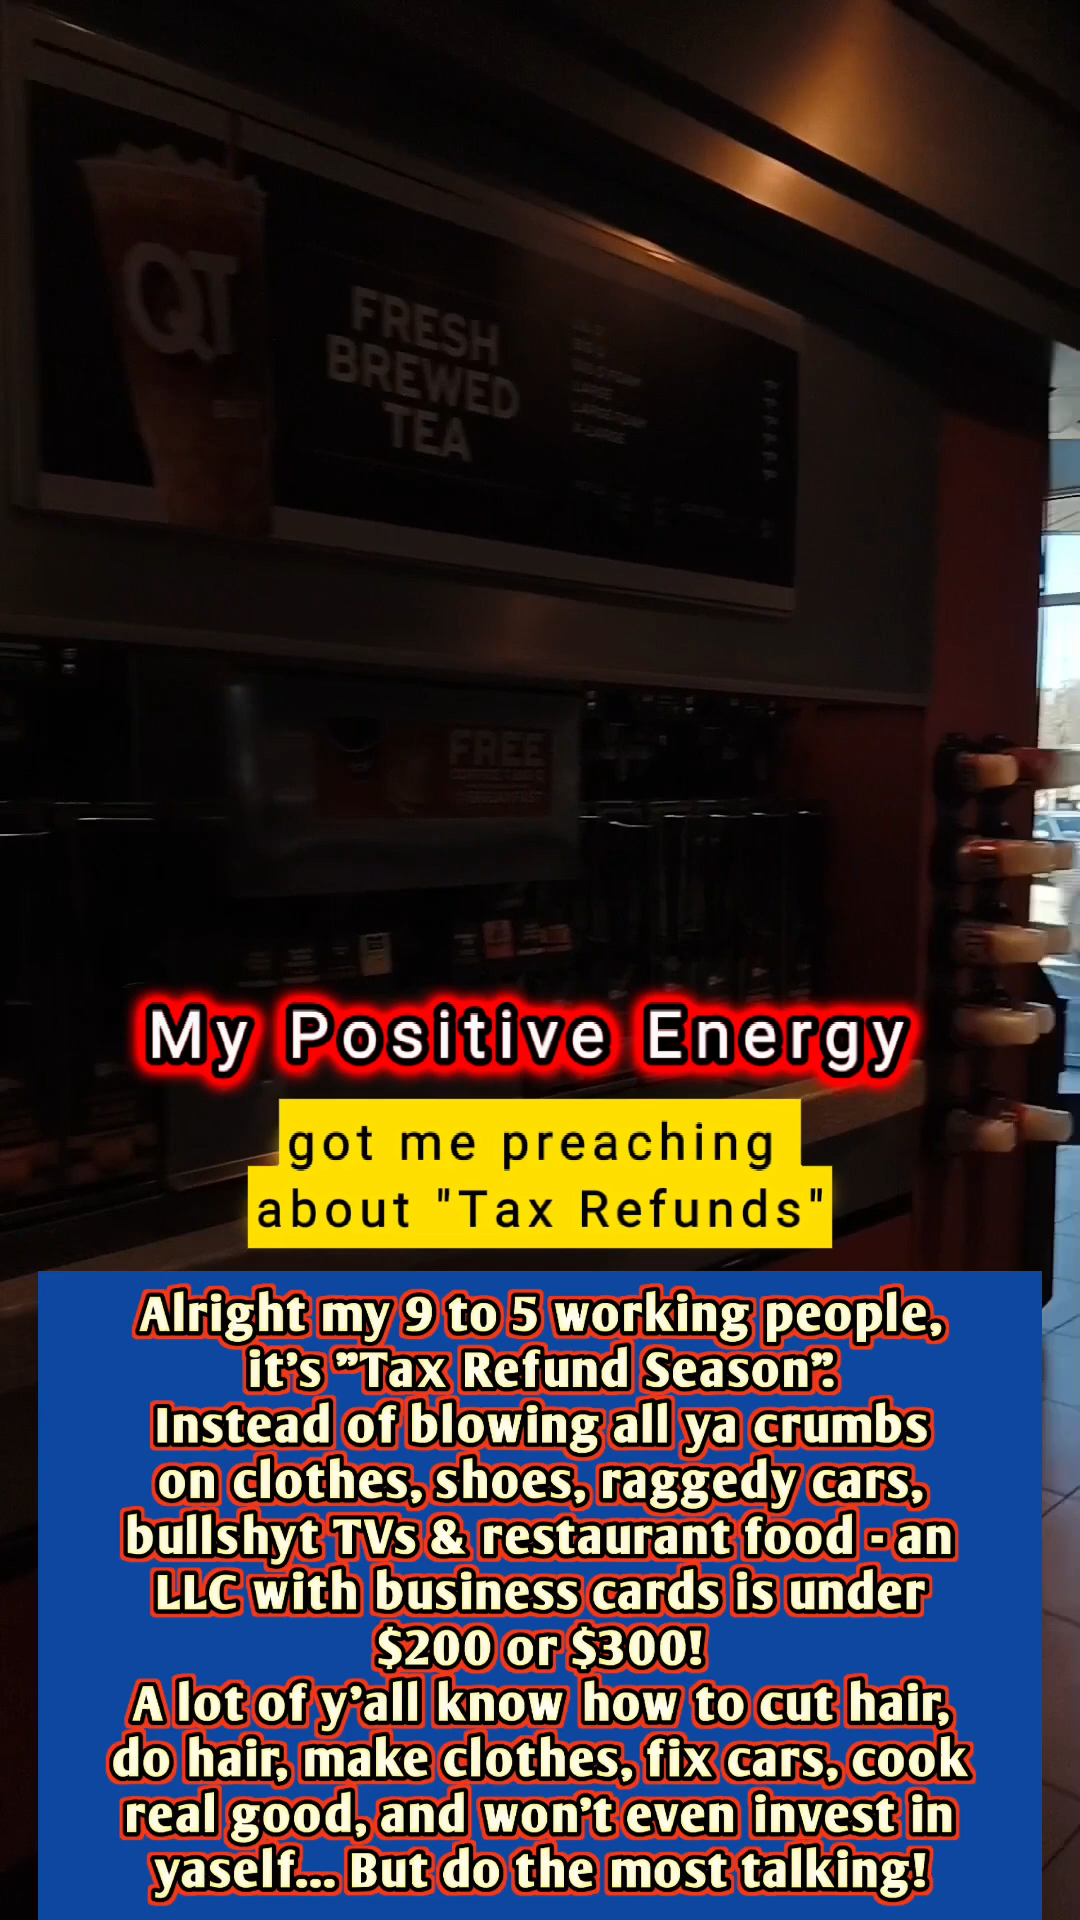 QT
FRESH
BREWED
TEA
LARGE
FREE
My Positive Energy
got me preaching
about "Tax Refunds"
Alright my 9 to 5 working people,
it's "Tax Refund Season".
Instead of blowing all ya crumbs
on clothes, shoes, raggedy cars,
bullshyt TVs & restaurant food - an
LLC with business cards is under
$200 or $300!
A lot of y'all know how to cut hair,
do hair, make clothes, fix cars, cook
real good, and won't even invest in
yaself... But do the most talking!